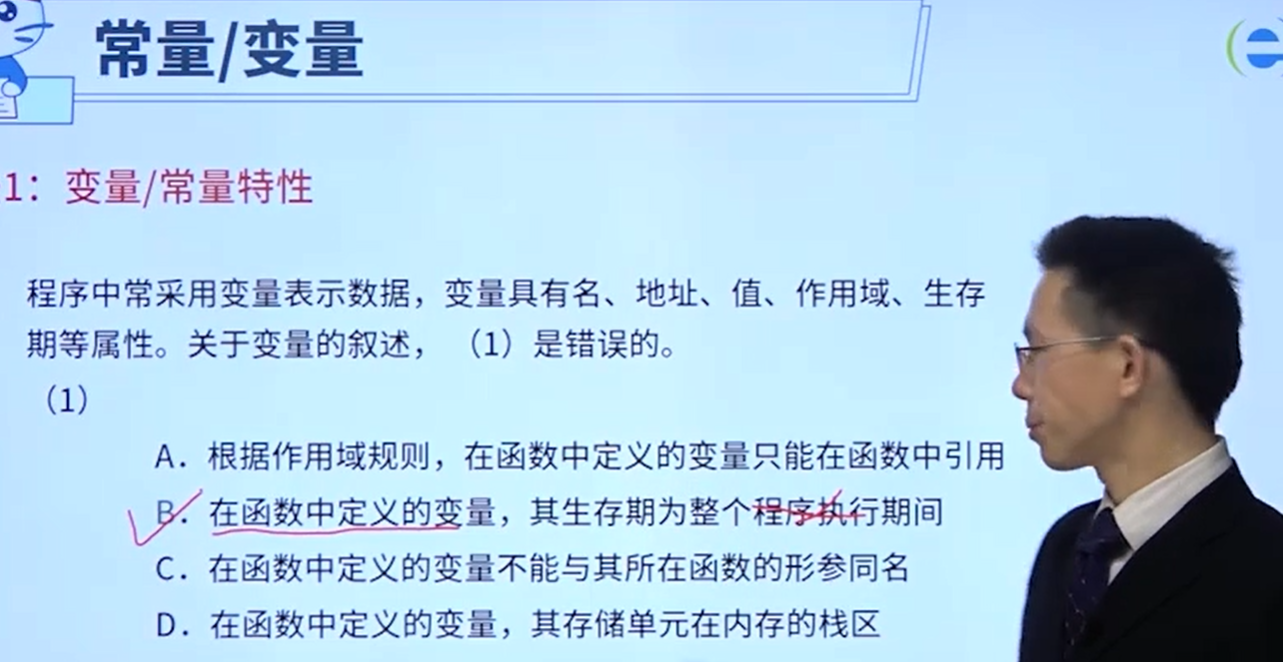 常量/变量
1：变量/常量特性
程序中常采用变量表示数据，变量具有名、地址、值、作用域、生存
期等属性。关于变量的叙述，（1）是错误的。
（1）
A．根据作用域规则，在函数中定义的变量只能在函数中引用
B．在函数中定义的变量，其生存期为整个程序执行期间
C．在函数中定义的变量不能与其所在函数的形参同名
D．在函数中定义的变量，其存储单元在内存的栈区